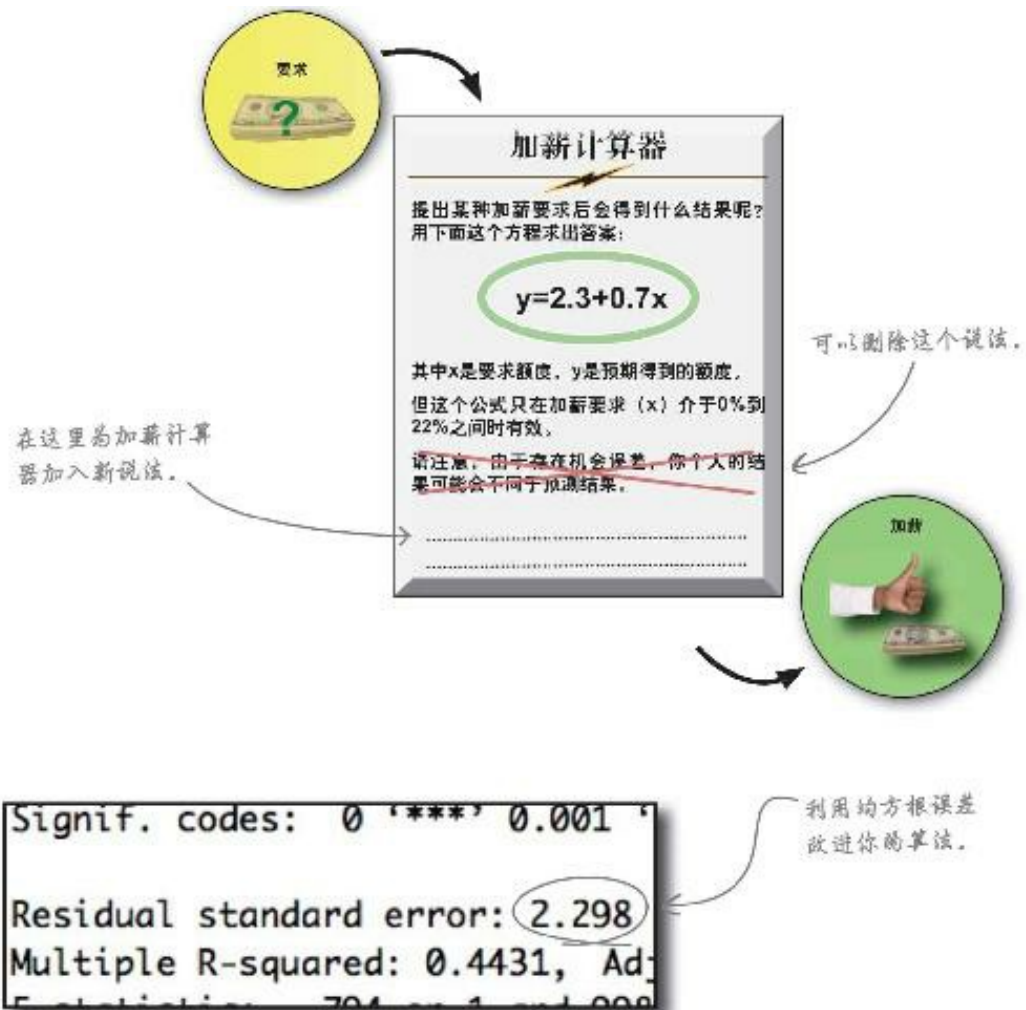 要求
?
加薪计算器
提出某种加薪要求后会得到什么结果呢?
用下面这个方程求出答案:
y=2.3+0.7x
可以删除这个说法.
其中x是要求额度，y是预期得到的额度，
但这个公式只在加薪要求（x）介于0%到
22%之间时有效。
在这里为加薪计算
器加入新说法.
请注意，由于存在机会误差，你个人的结
果可能会不同于预测结果。
加薪
利用均方根误差
改进你的算法.
Signif. codes: 0 ‘***’ 0.001 ‘
Residual standard error: 2.298
Multiple R-squared: 0.4431, Adj